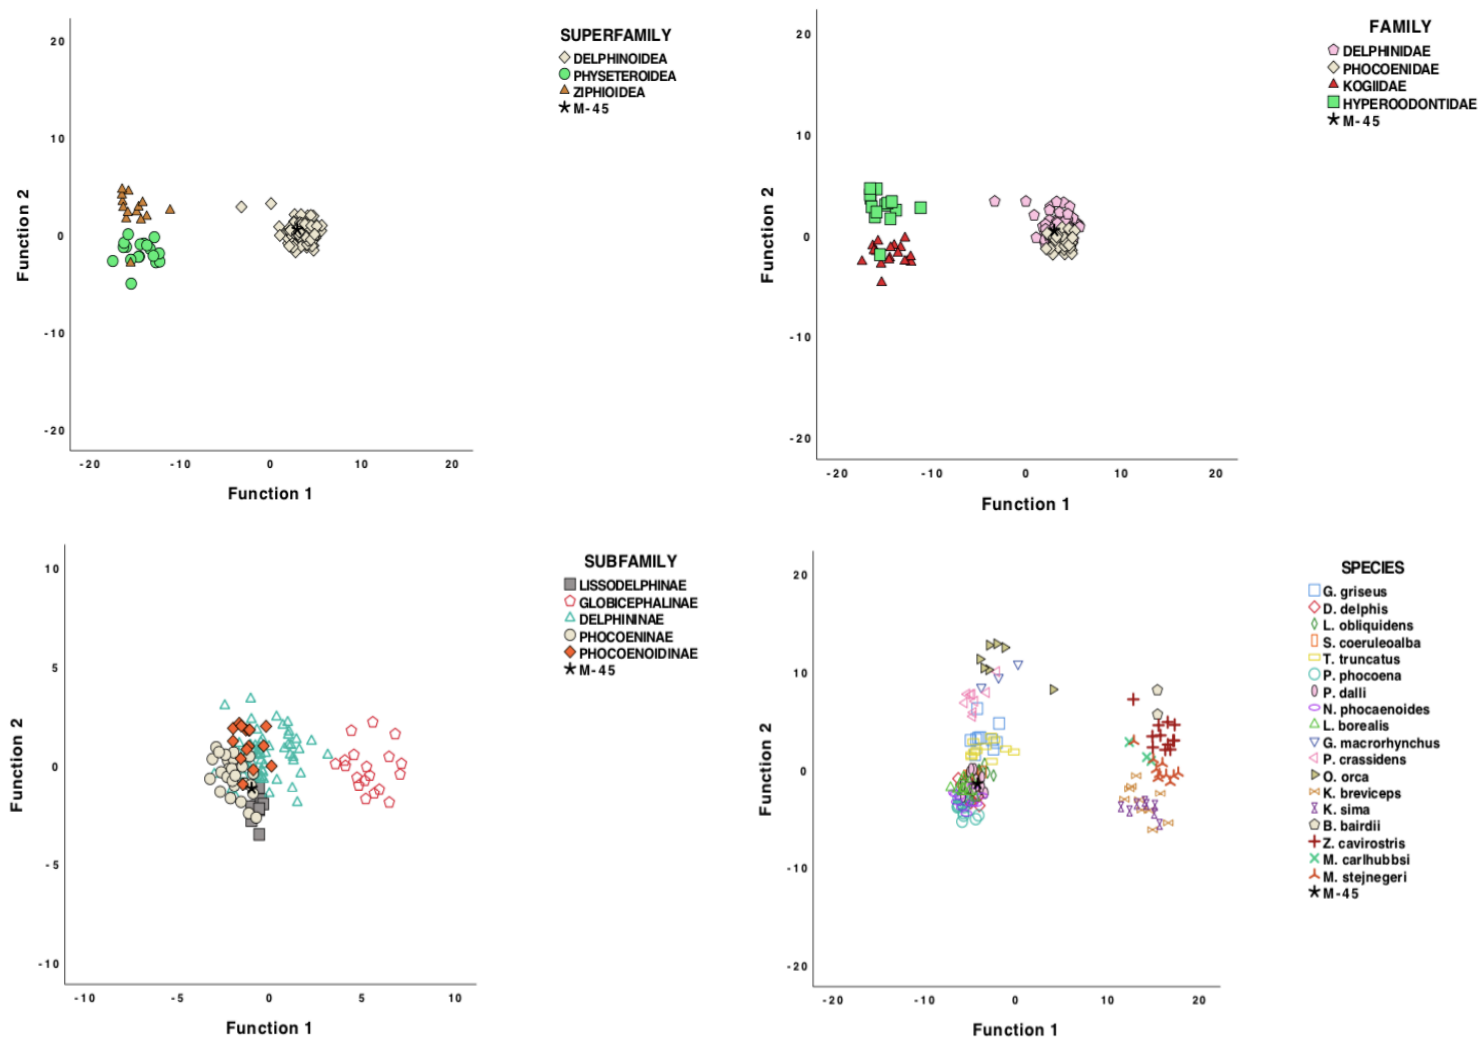 SUPERFAMILY
DELPHINOIDEA
PHYSETEROIDEA
ZIPHIOIDEA
M-45
20
10
0
-10
-20
Function 2
-20 -10 0 10 20
Function 1
FAMILY
DELPHINIDAE
PHOCOENIDAE
KOGIIDAE
HYPEROODONTIDAE
M-45
20
10
0
-10
-20
Function 2
-20 -10 0 10 20
Function 1
SUBFAMILY
LISSODELPHINAE
GLOBICEPHALINAE
DELPHININAE
PHOCOENINAE
PHOCOENOIDINAE
M-45
10
5
0
-5
-10
Function 2
-10 -5 0 5 10
Function 1
SPECIES
G. griseus
D. delphis
L. obliquidens
S. coeruleoalba
T. truncatus
P. phocoena
P. dalli
N. phocaenoides
L. borealis
G. macrorhynchus
P. crassidens
O. orca
K. breviceps
K. sima
B. bairdii
Z. cavirostris
M. carlhubbsi
M. stejnegeri
M-45
20
10
0
-10
-20
Function 2
-20 -10 0 10 20
Function 1